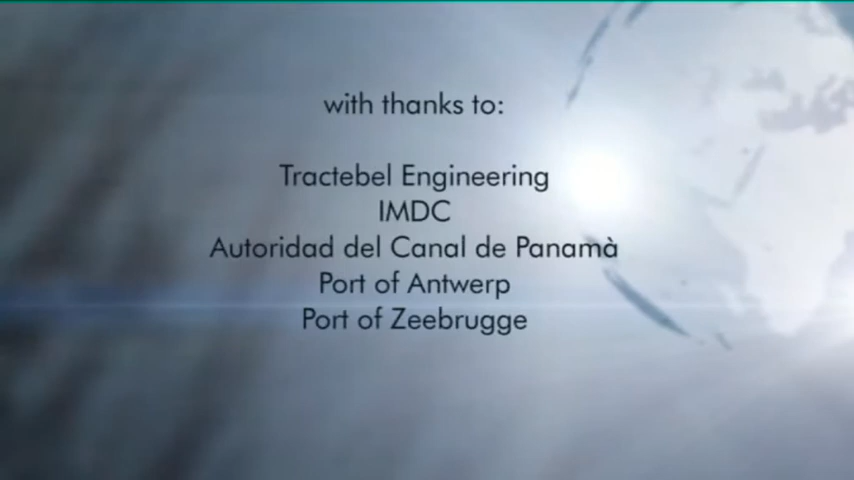 with thanks to:
Tractebel Engineering
IMDC
Autoridad del Canal de Panamà
Port of Antwerp
Port of Zeebrugge